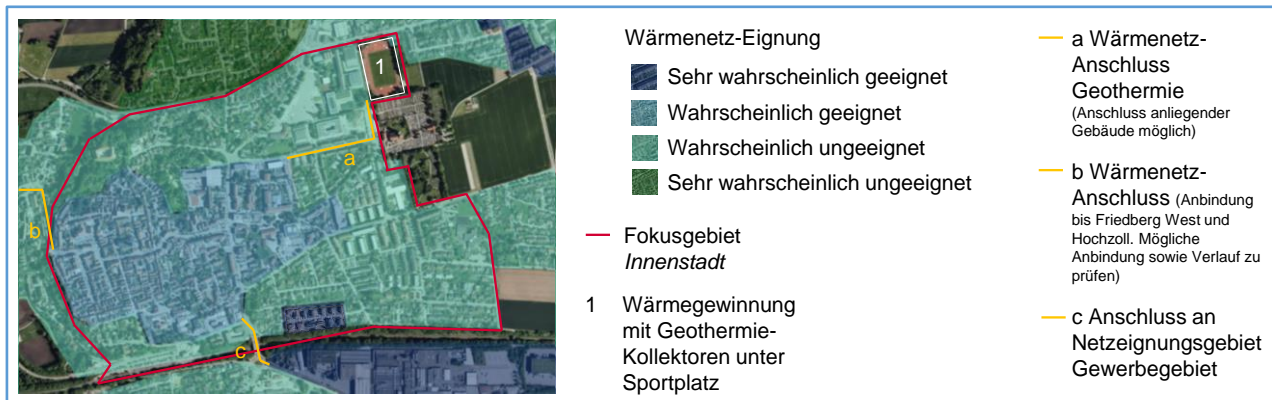 1
a
b
c
Wärmenetz-Eignung
Sehr wahrscheinlich geeignet
Wahrscheinlich geeignet
Wahrscheinlich ungeeignet
Sehr wahrscheinlich ungeeignet
Fokusgebiet
Innenstadt
1 Wärmegewinnung
mit Geothermie-
Kollektoren unter
Sportplatz
a Wärmenetz-
Anschluss
Geothermie
(Anschluss anliegender
Gebäude möglich)
b Wärmenetz-
Anschluss (Anbindung
bis Friedberg West und
Hochzoll. Mögliche
Anbindung sowie Verlauf zu
prüfen)
c Anschluss an
Netzeignungsgebiet
Gewerbegebiet